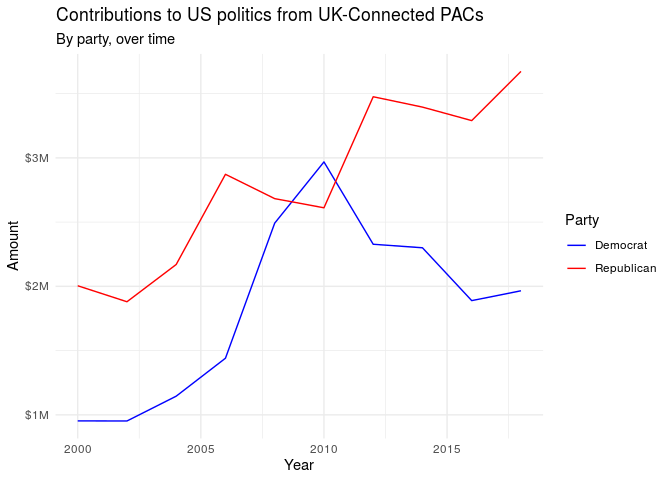 Contributions to US politics from UK-Connected PACs
By party, over time
$3M
$2M
$1M
Amount
2000 2005 2010 2015
Year
Party
Democrat
Republican